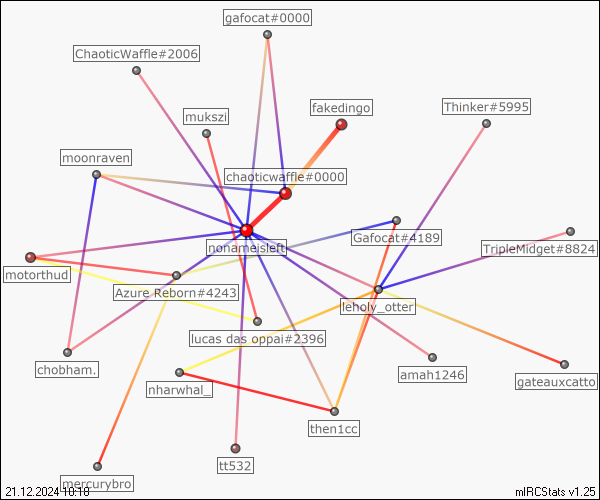 gafocat#0000
ChaoticWaffle#2006
fakedingo
Thinker#5995
mukszi
moonraven
chaoticwaffle#0000
nonameisleft
Gafocat#4189
TripleMidget#8824
motorthud
Azure Reborn#4243
leholy_otter
lucas das oppai#2396
chobham.
nharwhal_
amah1246
gateauxcatto
then1cc
tt532
mercurybro
21.12.2024 10:18
mIRCStats v1.25